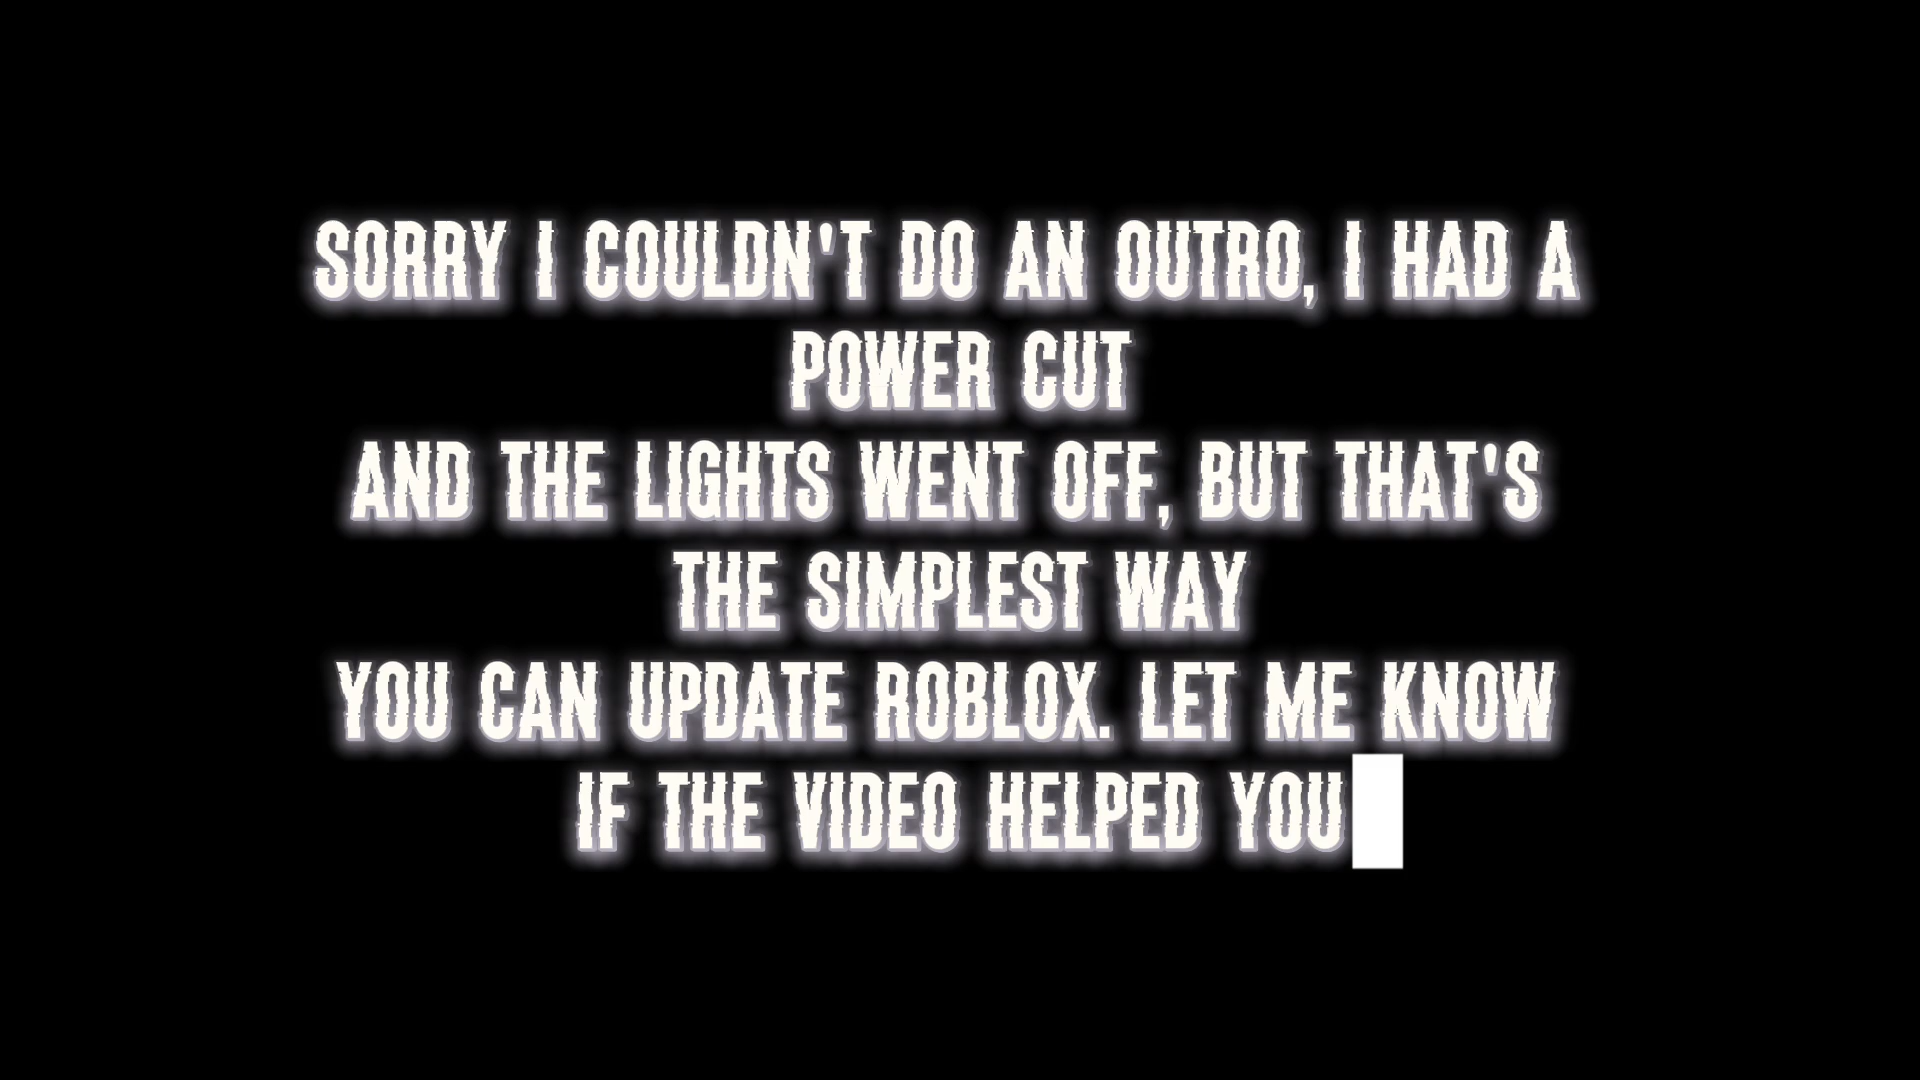 SORRY I COULDN'T DO AN OUTRO, I HAD A
POWER CUT
AND THE LIGHTS WENT OFF, BUT THAT'S
THE SIMPLEST WAY
YOU CAN UPDATE ROBLOX. LET ME KNOW
IF THE VIDEO HELPED YOU